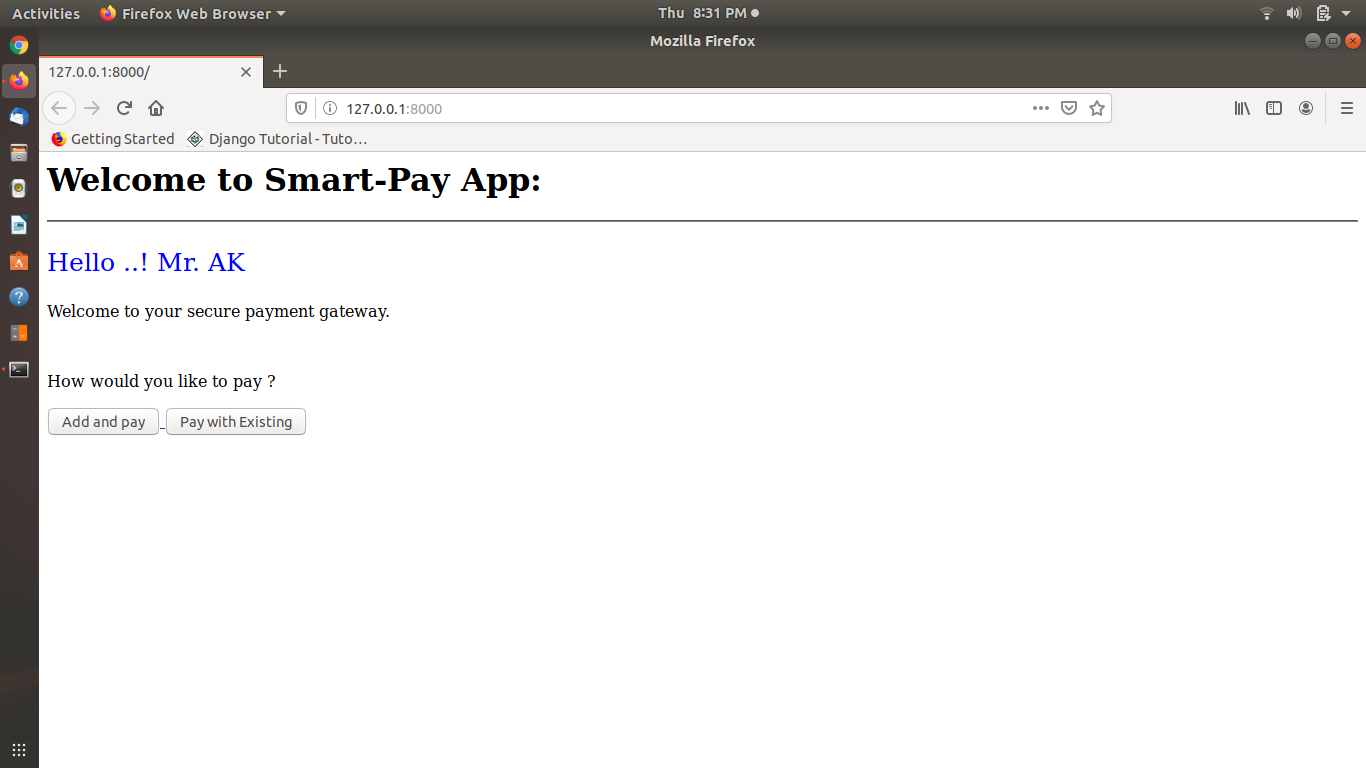 Activities Firefox Web Browser Thu 8:31 PM
Mozilla Firefox
127.0.0.1:8000/
127.0.0.1:8000
Getting Started Django Tutorial - Tuto…
Welcome to Smart-Pay App:
Hello ..! Mr. AK
Welcome to your secure payment gateway.
How would you like to pay ?
Add and pay Pay with Existing